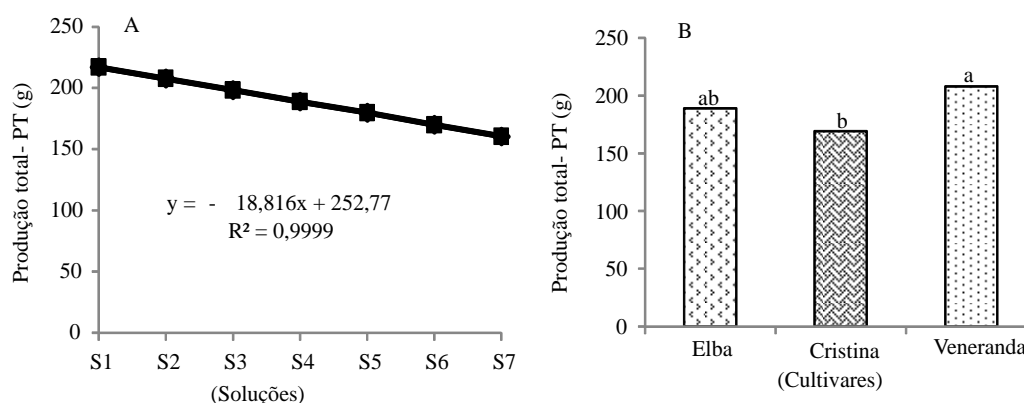 A
Produção total- PT (g)
250
200
150
100
50
0
y = - 18,816x + 252,77
R² = 0,9999
S1 S2 S3 S4 S5 S6 S7
(Soluções)
B
Produção total- PT (g)
250
200
150
100
50
0
ab
b
a
Elba Cristina Veneranda
(Cultivares)